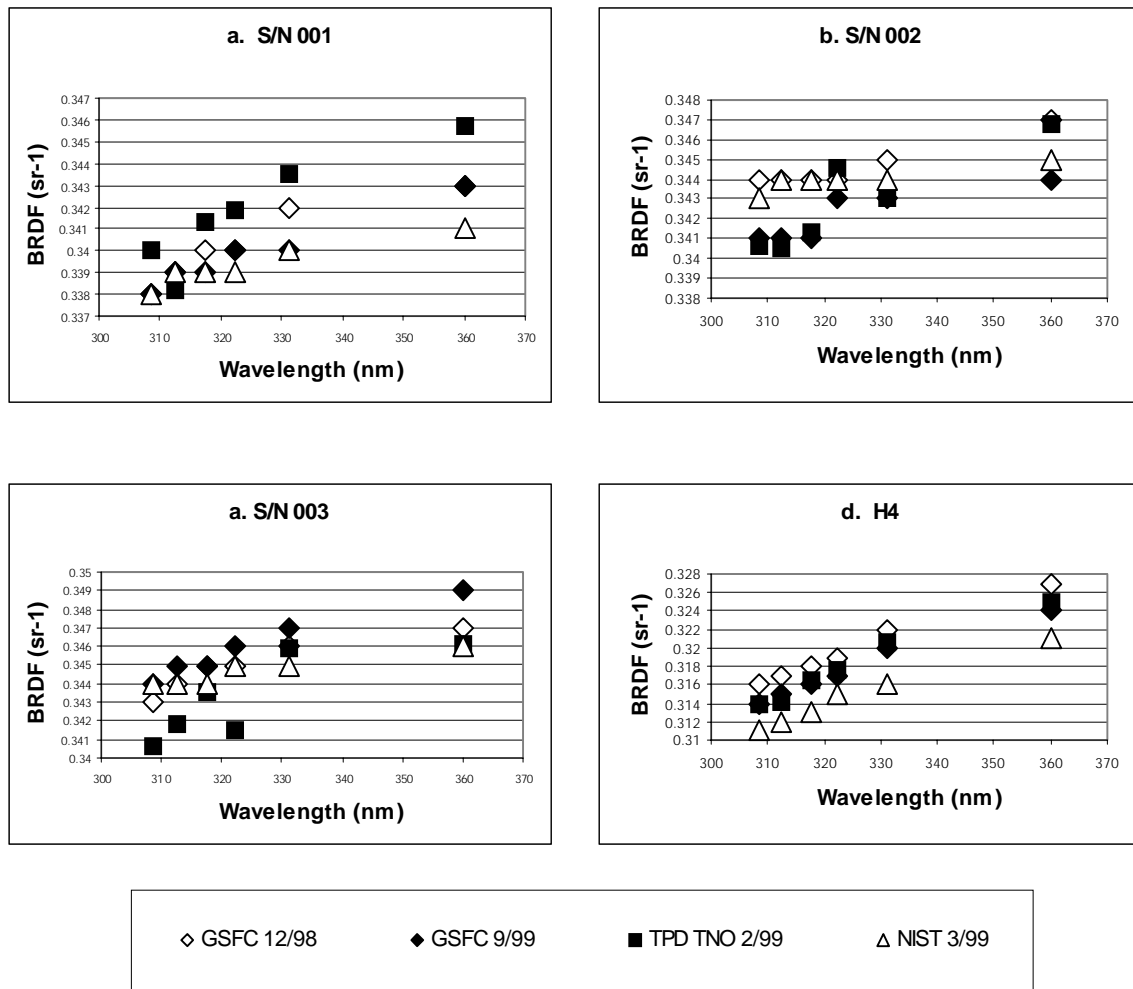 a. S/N 001
BRDF (sr-1)
0.347
0.346
0.345
0.344
0.343
0.342
0.341
0.34
0.339
0.338
0.337
300 310 320 330 340 350 360 370
Wavelength (nm)
b. S/N 002
BRDF (sr-1)
0.348
0.347
0.346
0.345
0.344
0.343
0.342
0.341
0.34
0.339
0.338
300 310 320 330 340 350 360 370
Wavelength (nm)
a. S/N 003
BRDF (sr-1)
0.35
0.349
0.348
0.347
0.346
0.345
0.344
0.343
0.342
0.341
0.34
300 310 320 330 340 350 360 370
Wavelength (nm)
d. H4
BRDF (sr-1)
0.328
0.326
0.324
0.322
0.32
0.318
0.316
0.314
0.312
0.31
300 310 320 330 340 350 360 370
Wavelength (nm)
GSFC 12/98 GSFC 9/99 TPD TNO 2/99 NIST 3/99